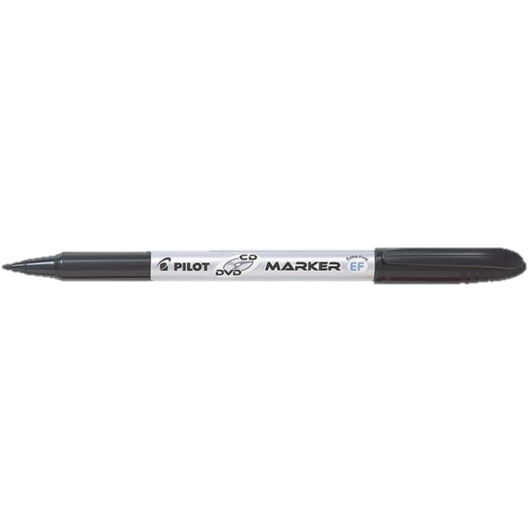 PILOT
CD
DVD
MARKER
Extra Fine
EF